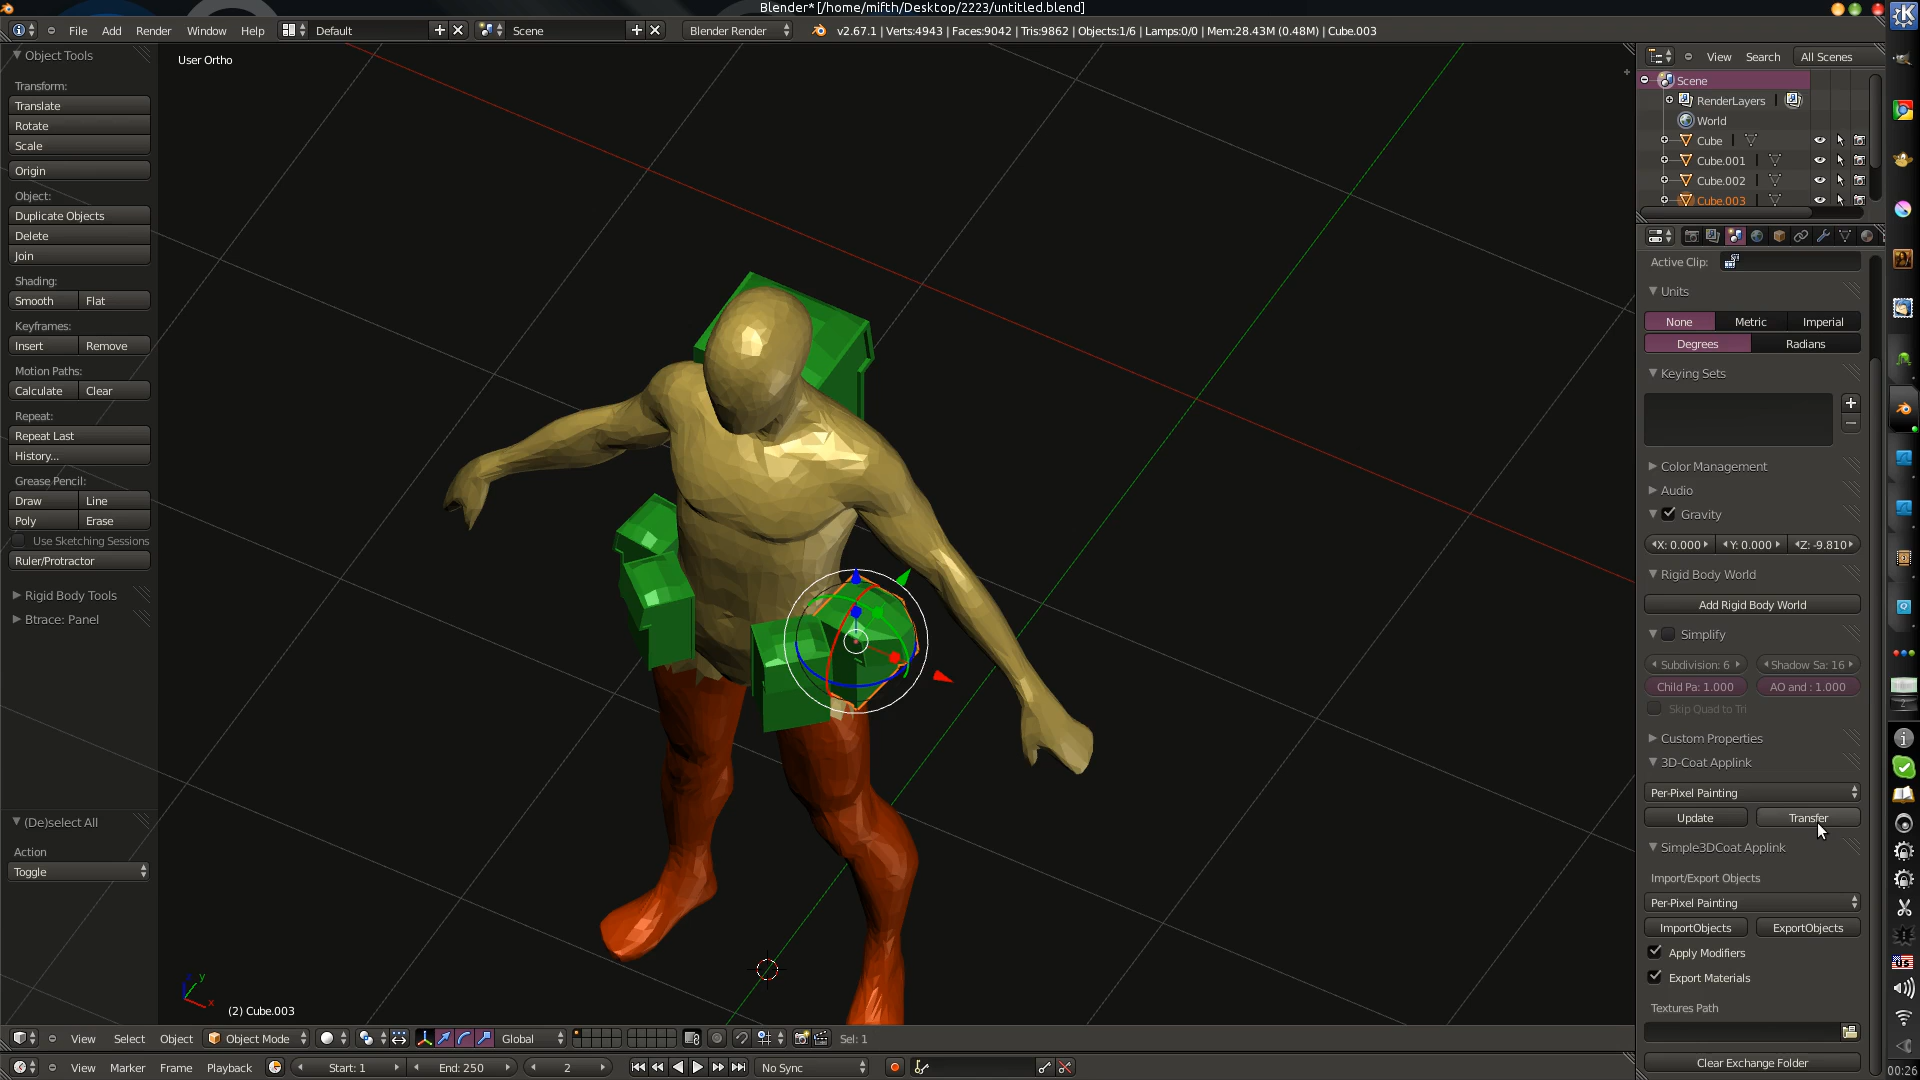 Blender* [/home/mifth/Desktop/2223/untitled.blend]
File Add Render Window Help Default Scene Blender Render v2.67.1 | Verts:4943 | Faces:9042 | Tris:9862 | Objects:1/6 | Lamps:0/0 | Mem:28.43M (0.48M) | Cube.003
Object Tools
Transform:
Translate
Rotate
Scale
Origin
Object:
Duplicate Objects
Delete
Join
Shading:
Smooth Flat
Keyframes:
Insert Remove
Motion Paths:
Calculate Clear
Repeat:
Repeat Last
History...
Grease Pencil:
Draw Line
Poly Erase
Use Sketching Sessions
Ruler/Protractor
Rigid Body Tools
Btrace: Panel
(De)select All
Action
Toggle
User Ortho
y
x
(2) Cube.003
View Search All Scenes
Scene
RenderLayers
World
Cube
Cube.001
Cube.002
Cube.003
Active Clip:
Units
None Metric Imperial
Degrees Radians
Keying Sets
Color Management
Audio
Gravity
X: 0.000 Y: 0.000 Z: -9.810
Rigid Body World
Add Rigid Body World
Simplify
Subdivision: 6 Shadow Sa: 16
Child Pa: 1.000 AO and : 1.000
Skip Quad to Tri
Custom Properties
3D-Coat Applink
Per-Pixel Painting
Update Transfer
Simple3DCoat Applink
Import/Export Objects
Per-Pixel Painting
ImportObjects ExportObjects
Apply Modifiers
Export Materials
Textures Path
Clear Exchange Folder
View Select Object Object Mode Global Sel: 1
View Marker Frame Playback Start: 1 End: 250 2 No Sync
2
US
00:26